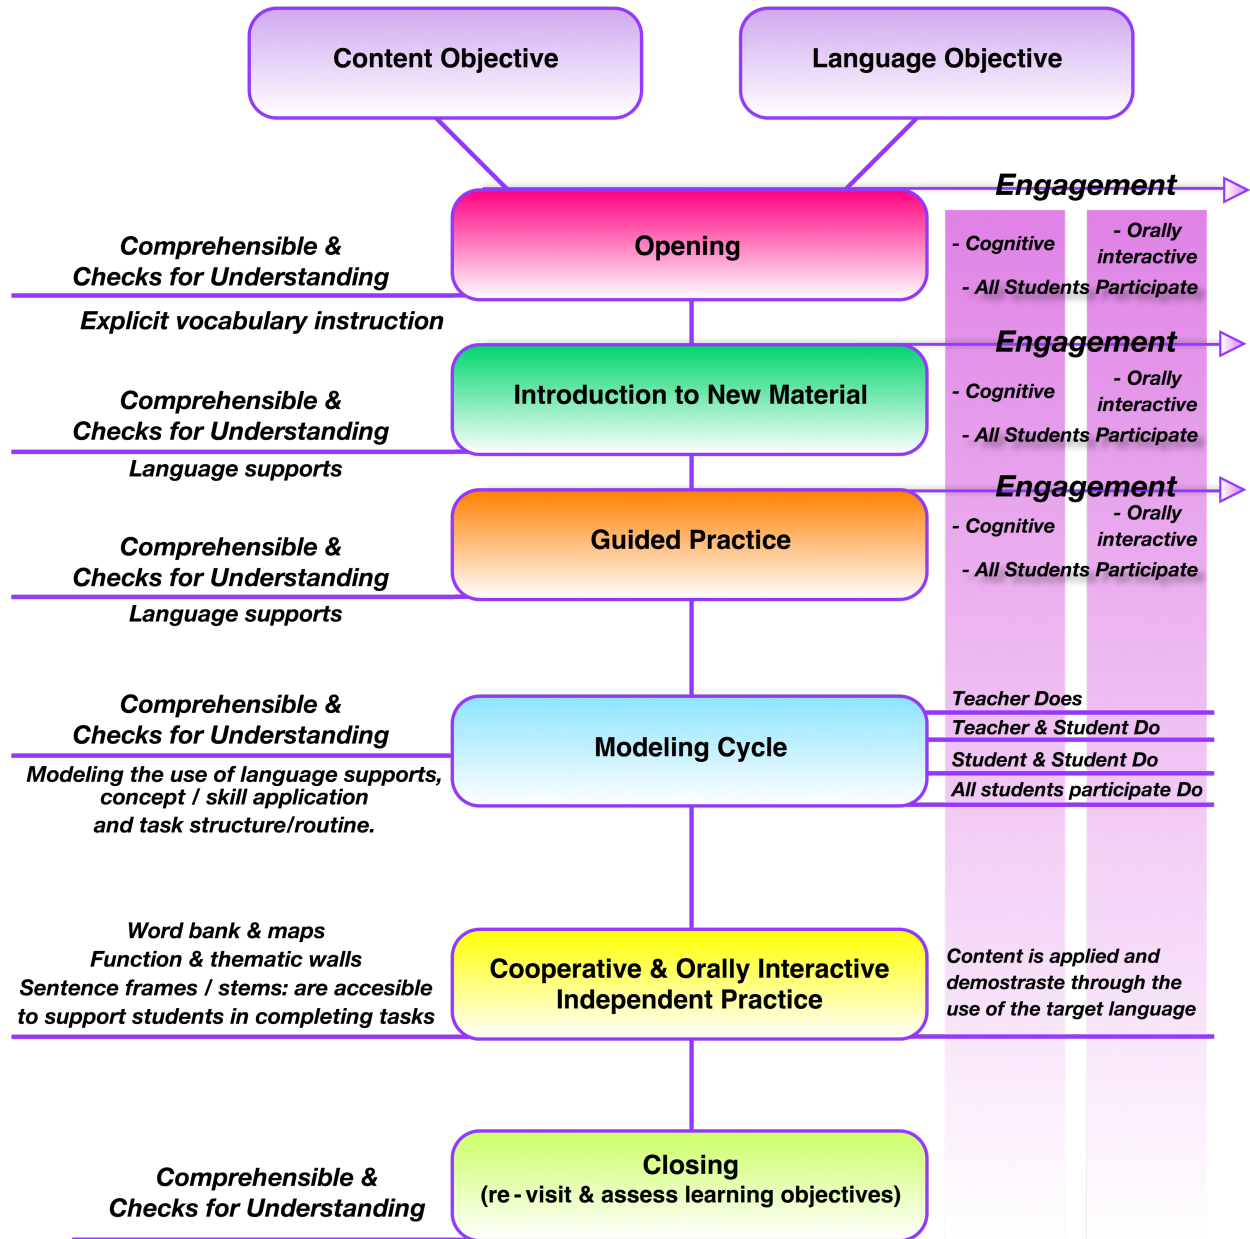 Content Objective
Language Objective
Engagement
Comprehensible &
Checks for Understanding
Explicit vocabulary instruction
Opening
- Cognitive
- Orally
interactive
- All Students Participate
Engagement
Comprehensible &
Checks for Understanding
Language supports
Introduction to New Material
- Cognitive
- Orally
interactive
- All Students Participate
Engagement
Comprehensible &
Checks for Understanding
Language supports
Guided Practice
- Cognitive
- Orally
interactive
- All Students Participate
Comprehensible &
Checks for Understanding
Modeling the use of language supports,
concept / skill application
and task structure/routine.
Modeling Cycle
Teacher Does
Teacher & Student Do
Student & Student Do
All students participate Do
Word bank & maps
Function & thematic walls
Sentence frames / stems: are accesible
to support students in completing tasks
Cooperative & Orally Interactive
Independent Practice
Content is applied and
demostraste through the
use of the target language
Comprehensible &
Checks for Understanding
Closing
(re - visit & assess learning objectives)